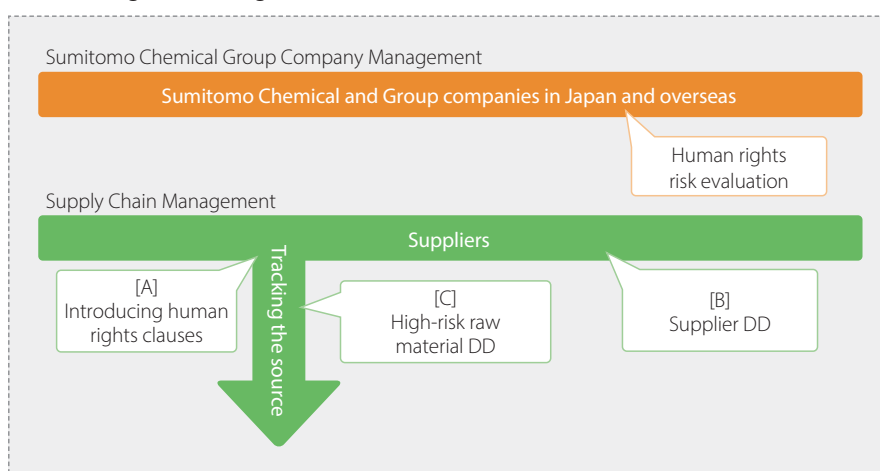 Sumitomo Chemical Group Company Management
Sumitomo Chemical and Group companies in Japan and overseas
Human rights
risk evaluation
Supply Chain Management
Suppliers
Tracking the source
[A]
Introducing human
rights clauses
[C]
High-risk raw
material DD
[B]
Supplier DD